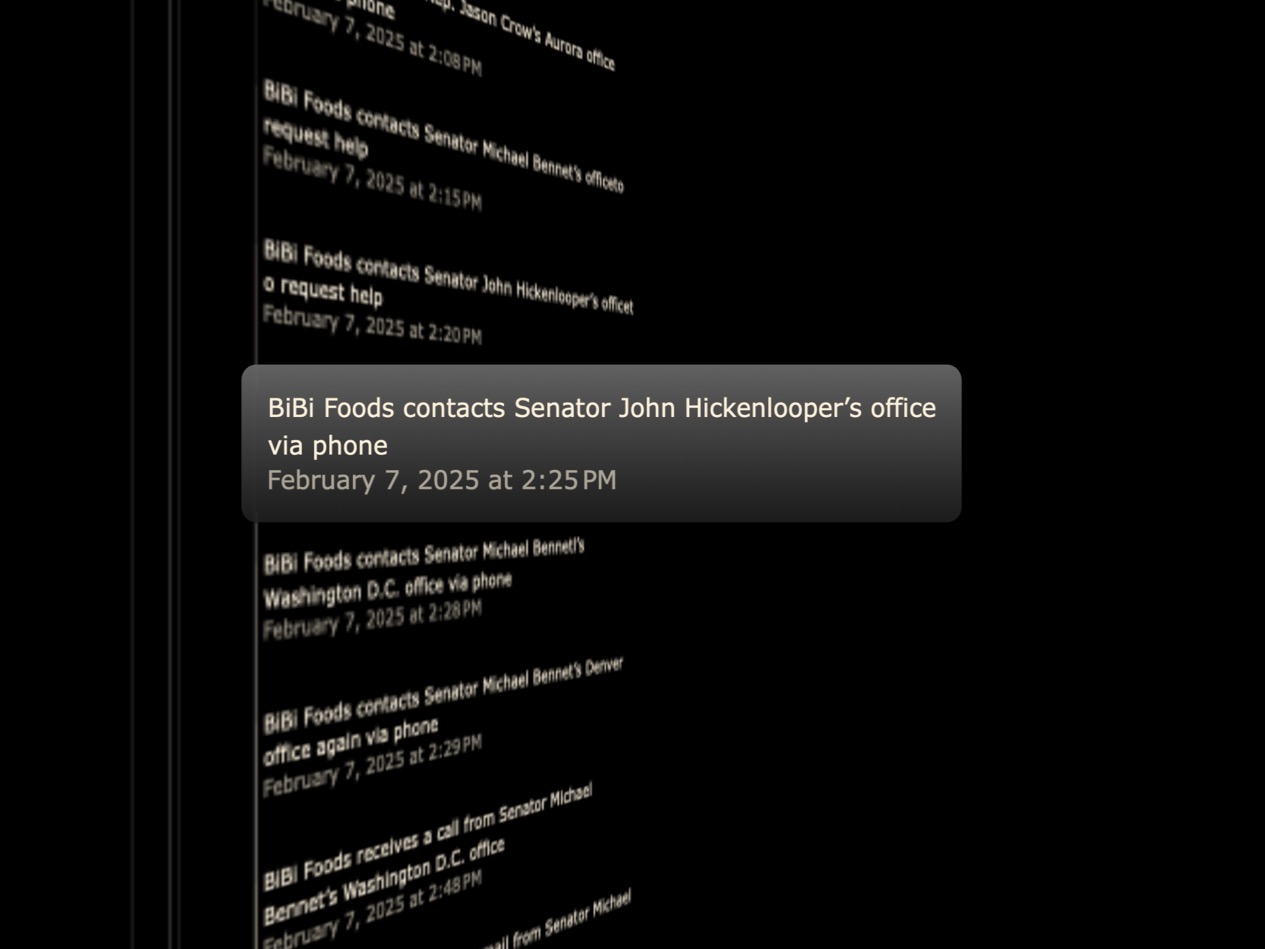 phone
Rep. Jason Crow's Aurora office
February 7, 2025 at 2:08 PM
BiBi Foods contacts Senator Michael Bennet's officeto
request help
February 7, 2025 at 2:15 PM
BiBi Foods contacts Senator John Hickenlooper's officet
o request help
February 7, 2025 at 2:20 PM
BiBi Foods contacts Senator John Hickenlooper’s office
via phone
February 7, 2025 at 2:25 PM
BiBi Foods contacts Senator Michael Bennetl's
Washington D.C. office via phone
February 7, 2025 at 2:28 PM
BiBi Foods contacts Senator Michael Bennet's Denver
office again via phone
February 7, 2025 at 2:29 PM
BiBi Foods receives a call from Senator Michael
Bennet's Washington D.C. office
February 7, 2025 at 2:48 PM
from Senator Michael